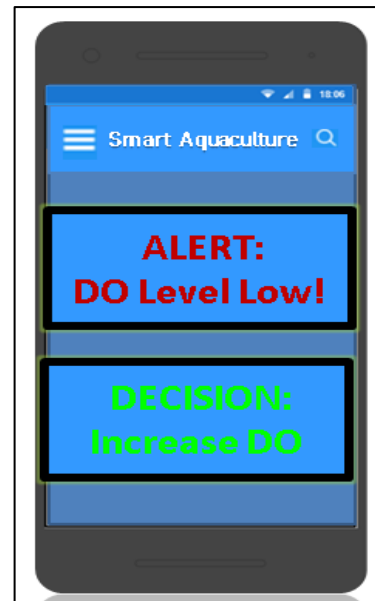 18:06
Smart Aquaculture
ALERT:
DO Level Low!
DECISION:
Increase DO